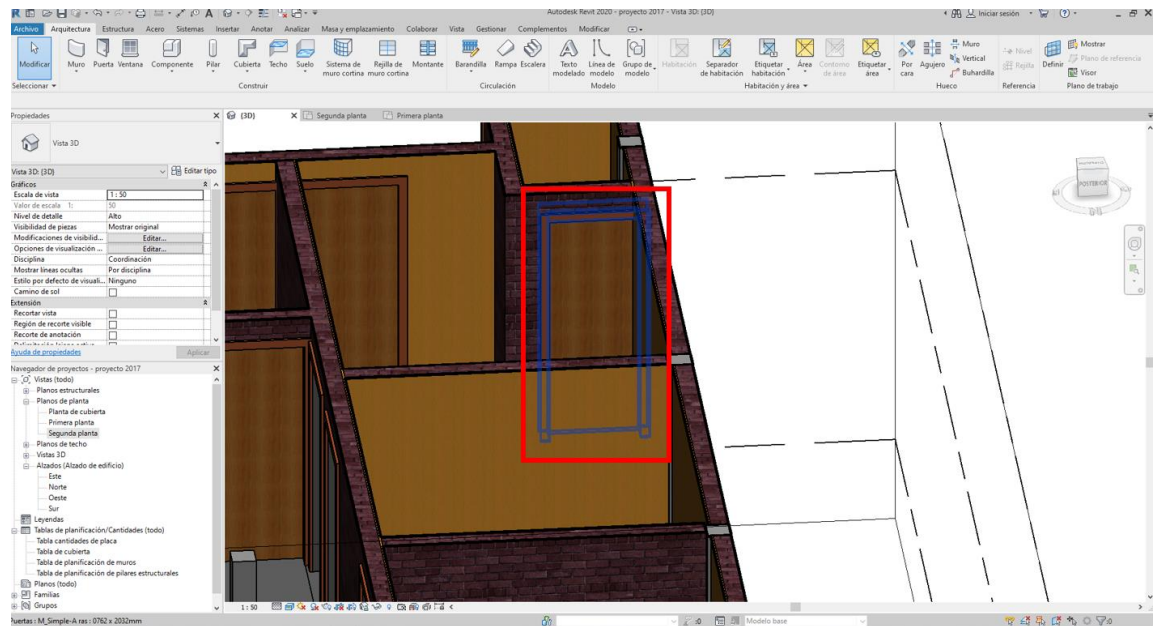 Autodesk Revit 2020 - proyecto 2017 - Vista 3D: {3D}
Iniciar sesión
Archivo Arquitectura Estructura Acero Sistemas Insertar Anotar Analizar Masa y emplazamiento Colaborar Vista Gestionar Complementos Modificar
Modificar Muro Puerta Ventana Componente Pilar Cubierta Techo Suelo Sistema de muro cortina Rejilla de muro cortina Montante Barandilla Rampa Escalera Texto modelado Línea de modelo Grupo de modelo Habitación Separador de habitación Etiquetar habitación Área Contorno de área Etiquetar área Por cara Agujero Muro Vertical Buhardilla Nivel Rejilla Definir Mostrar Plano de referencia Visor
Seleccionar Construir Circulación Modelo Habitación y área Hueco Referencia Plano de trabajo
Propiedades
{3D} Segunda planta Primera planta
Vista 3D
Vista 3D: {3D} Editar tipo
Gráficos
Escala de vista 1 : 50
Valor de escala 1: 50
Nivel de detalle Alto
Visibilidad de piezas Mostrar original
Modificaciones de visibilid... Editar...
Opciones de visualización ... Editar...
Disciplina Coordinación
Mostrar líneas ocultas Por disciplina
Estilo por defecto de visuali... Ninguno
Camino de sol
Extensión
Recortar vista
Región de recorte visible
Recorte de anotación
Ayuda de propiedades Aplicar
POSTERIOR
Navegador de proyectos - proyecto 2017
Vistas (todo)
Planos estructurales
Planos de planta
Planta de cubierta
Primera planta
Segunda planta
Planos de techo
Vistas 3D
Alzados (Alzado de edificio)
Este
Norte
Oeste
Sur
Leyendas
Tablas de planificación/Cantidades (todo)
Tabla cantidades de placa
Tabla de cubierta
Tabla de planificación de muros
Tabla de planificación de pilares estructurales
Planos (todo)
Familias
Grupos
1 : 50
Puertas : M_Simple-A ras : 0762 x 2032mm
:0 Modelo base :0